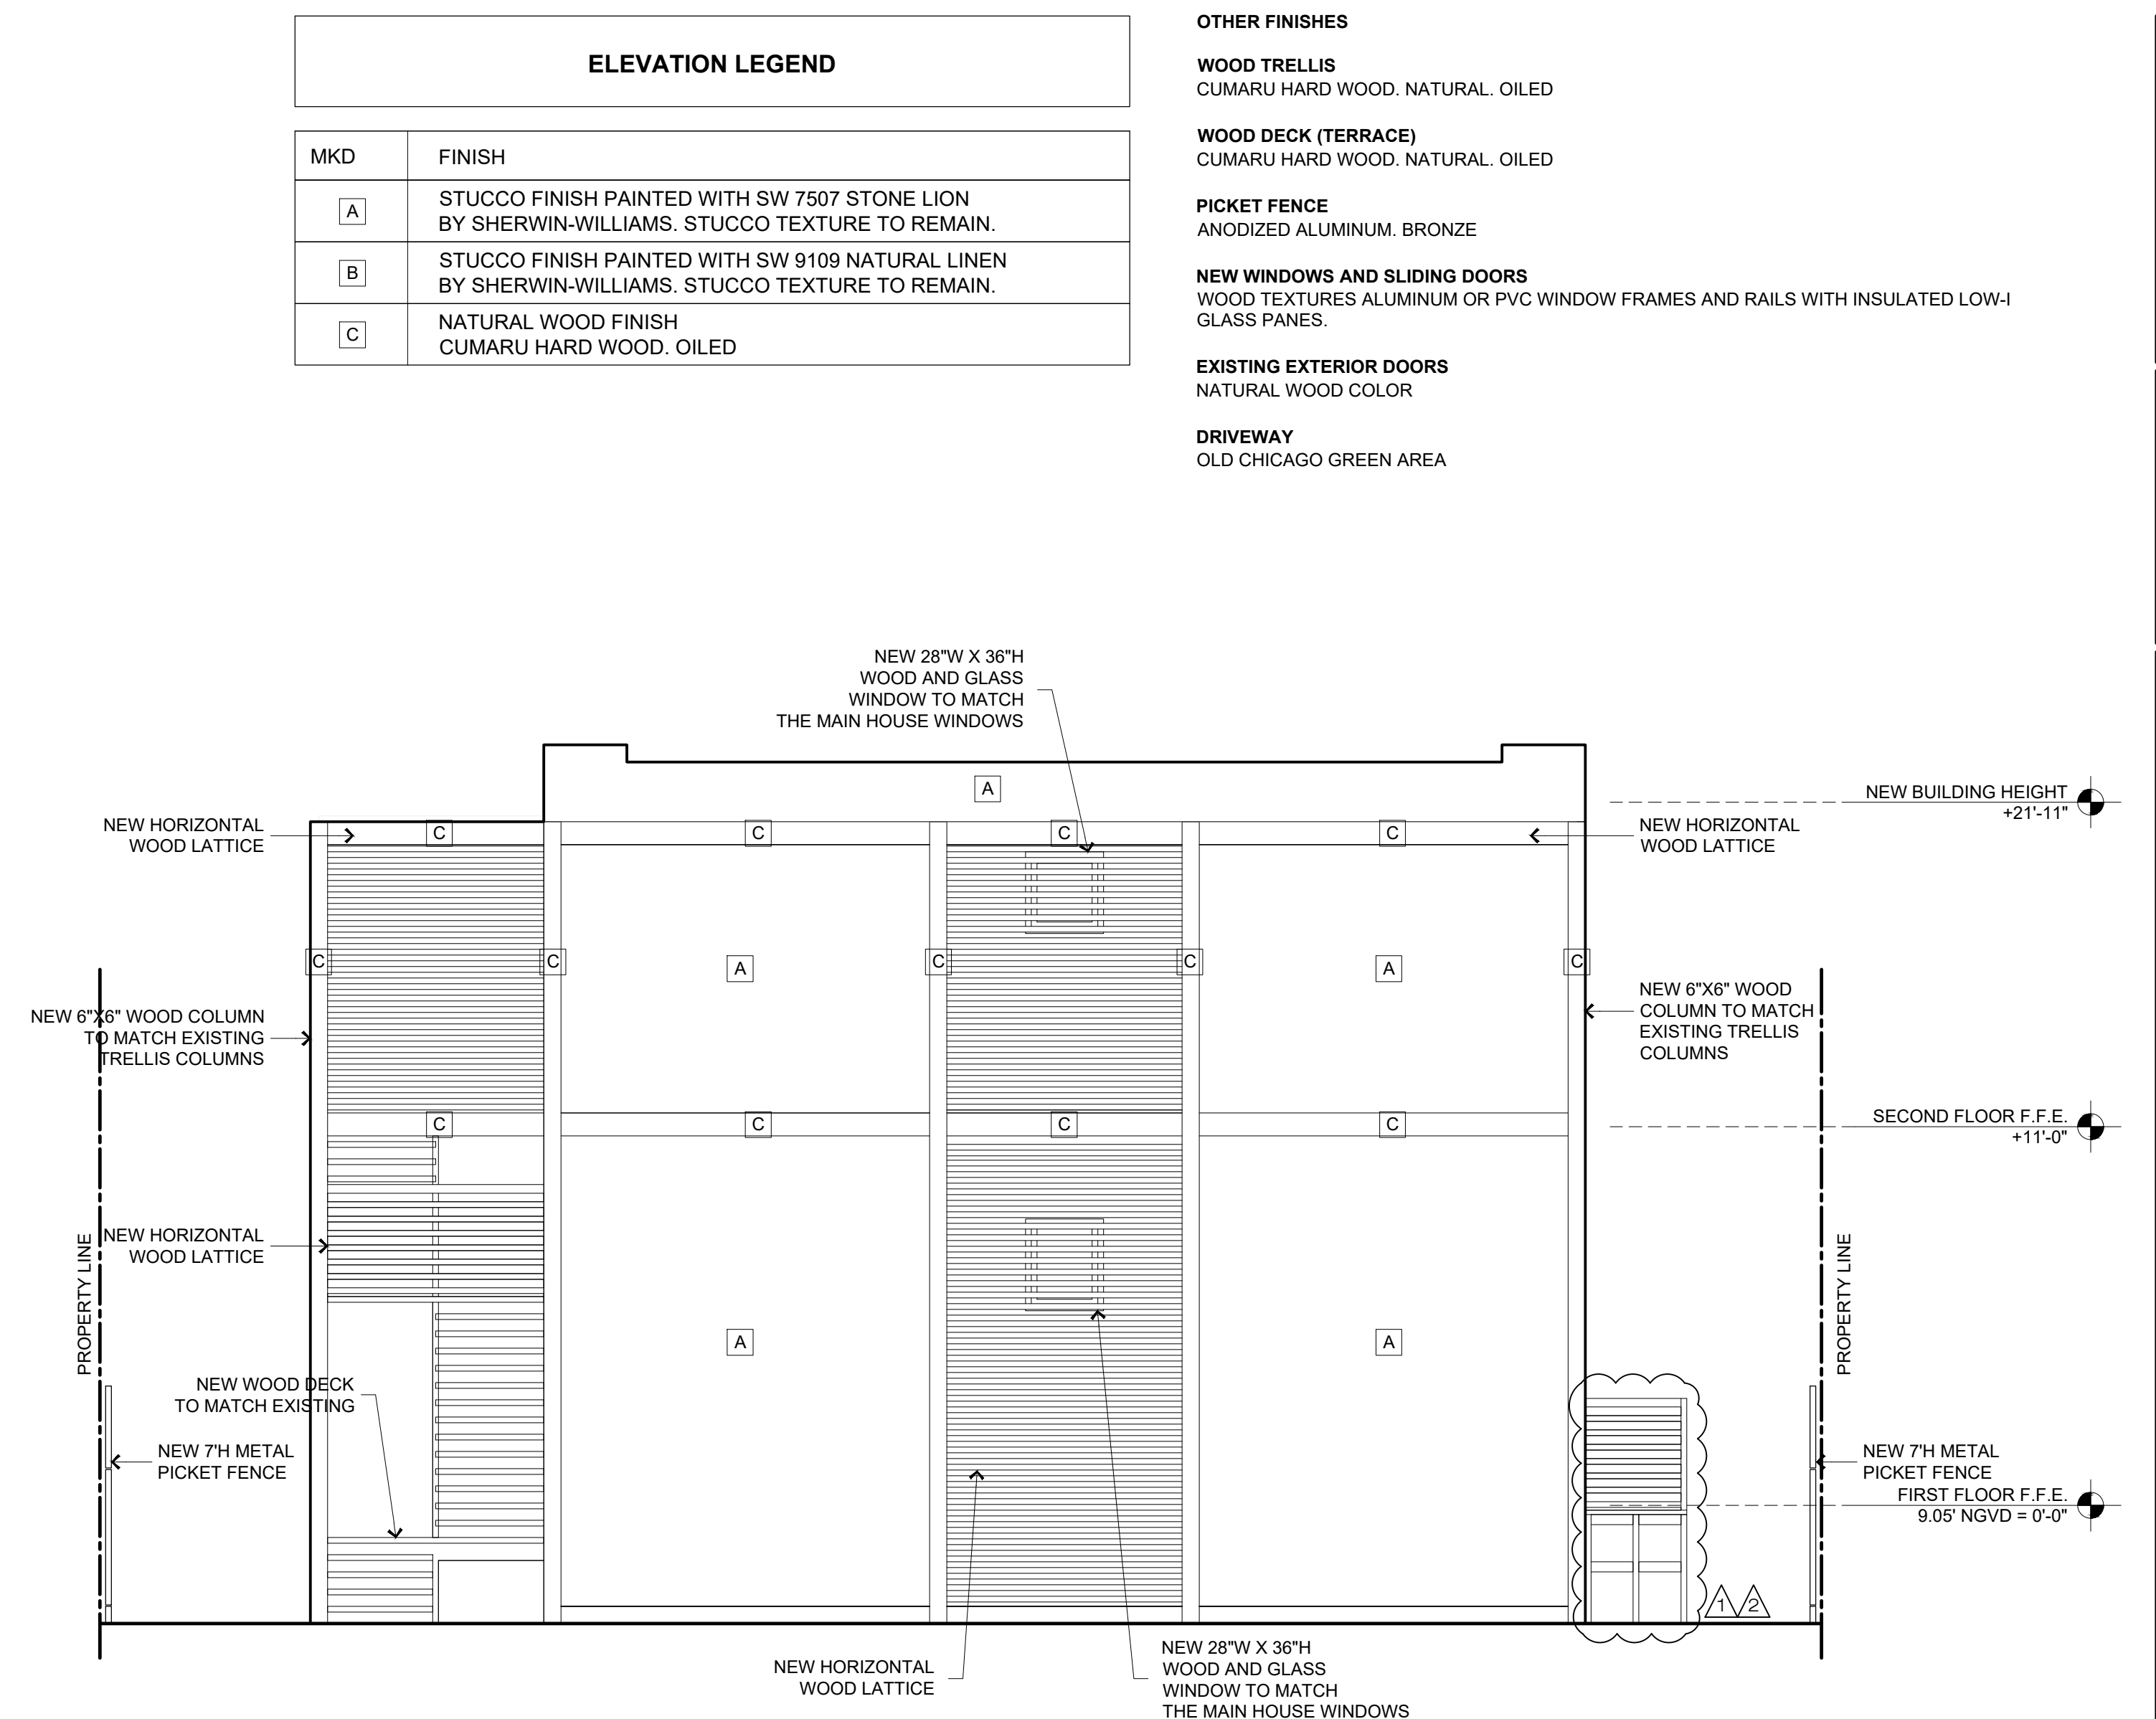 ELEVATION LEGEND
MKD
FINISH
A
STUCCO FINISH PAINTED WITH SW 7507 STONE LION
BY SHERWIN-WILLIAMS. STUCCO TEXTURE TO REMAIN.
B
STUCCO FINISH PAINTED WITH SW 9109 NATURAL LINEN
BY SHERWIN-WILLIAMS. STUCCO TEXTURE TO REMAIN.
C
NATURAL WOOD FINISH
CUMARU HARD WOOD. OILED
OTHER FINISHES
WOOD TRELLIS
CUMARU HARD WOOD. NATURAL. OILED
WOOD DECK (TERRACE)
CUMARU HARD WOOD. NATURAL. OILED
PICKET FENCE
ANODIZED ALUMINUM. BRONZE
NEW WINDOWS AND SLIDING DOORS
WOOD TEXTURES ALUMINUM OR PVC WINDOW FRAMES AND RAILS WITH INSULATED LOW-I
GLASS PANES.
EXISTING EXTERIOR DOORS
NATURAL WOOD COLOR
DRIVEWAY
OLD CHICAGO GREEN AREA
NEW 28"W X 36"H
WOOD AND GLASS
WINDOW TO MATCH
THE MAIN HOUSE WINDOWS
A
NEW BUILDING HEIGHT
+21'-11"
NEW HORIZONTAL
WOOD LATTICE
C
C
C
C
NEW HORIZONTAL
WOOD LATTICE
C
C
C
C
C
A
A
NEW 6"X6" WOOD COLUMN
TO MATCH EXISTING
TRELLIS COLUMNS
NEW 6"X6" WOOD
COLUMN TO MATCH
EXISTING TRELLIS
COLUMNS
C
C
C
C
SECOND FLOOR F.F.E.
+11'-0"
PROPERTY LINE
NEW HORIZONTAL
WOOD LATTICE
PROPERTY LINE
A
A
NEW WOOD DECK
TO MATCH EXISTING
NEW 7'H METAL
PICKET FENCE
NEW 7'H METAL
PICKET FENCE
FIRST FLOOR F.F.E.
9.05' NGVD = 0'-0"
1
2
NEW HORIZONTAL
WOOD LATTICE
NEW 28"W X 36"H
WOOD AND GLASS
WINDOW TO MATCH
THE MAIN HOUSE WINDOWS